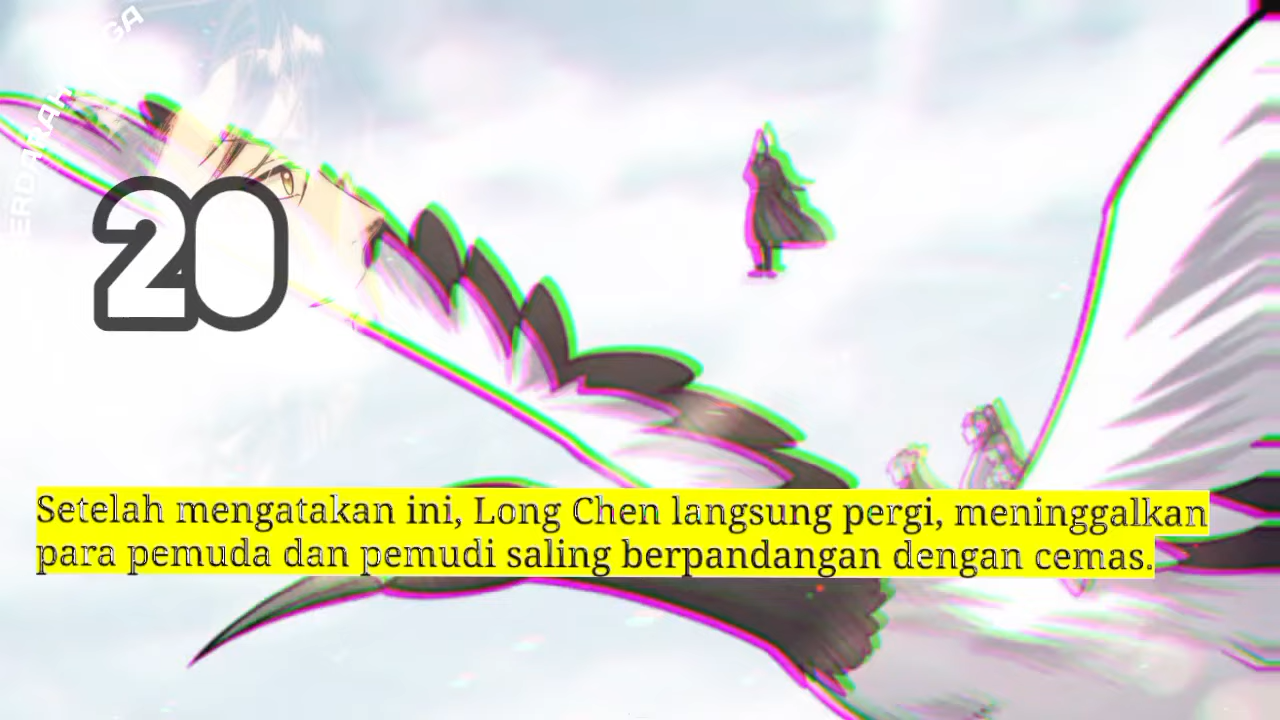 20
Setelah mengatakan ini, Long Chen langsung pergi, meninggalkan
para pemuda dan pemudi saling berpandangan dengan cemas.